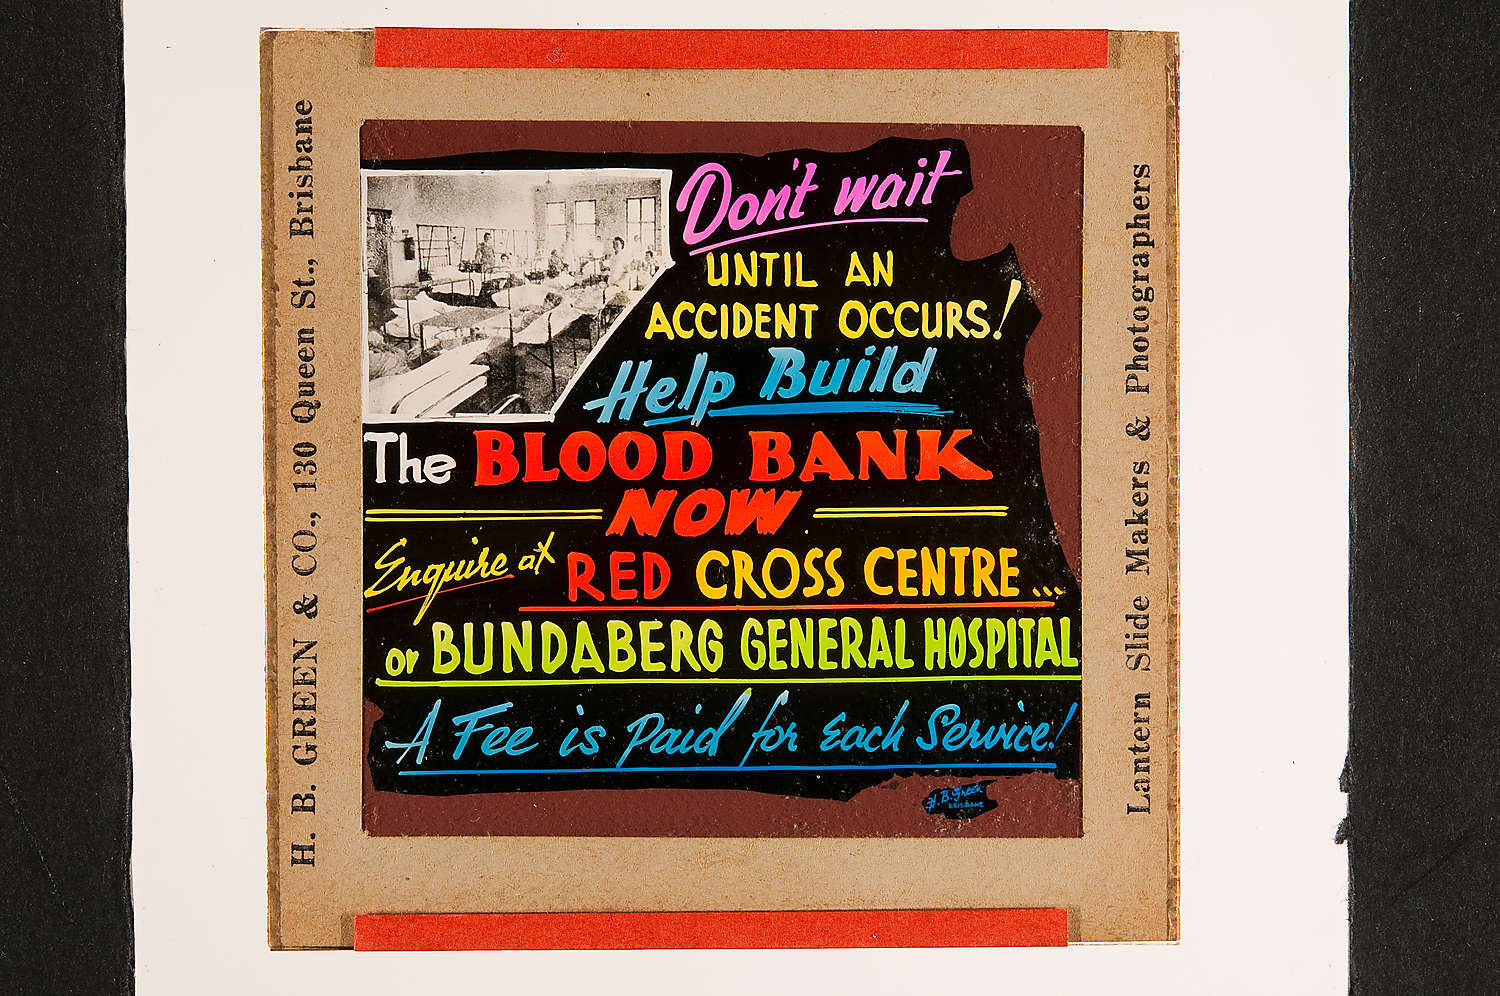 H. B. GREEN & CO., 130 Queen St., Brisbane
Don't wait
UNTIL AN
ACCIDENT OCCURS!
Help Build
The BLOOD BANK
NOW
Enquire at RED CROSS CENTRE...
or BUNDABERG GENERAL HOSPITAL
A Fee is Paid for Each Service!
H. B. Green
BRISBANE
Lantern Slide Makers & Photographers